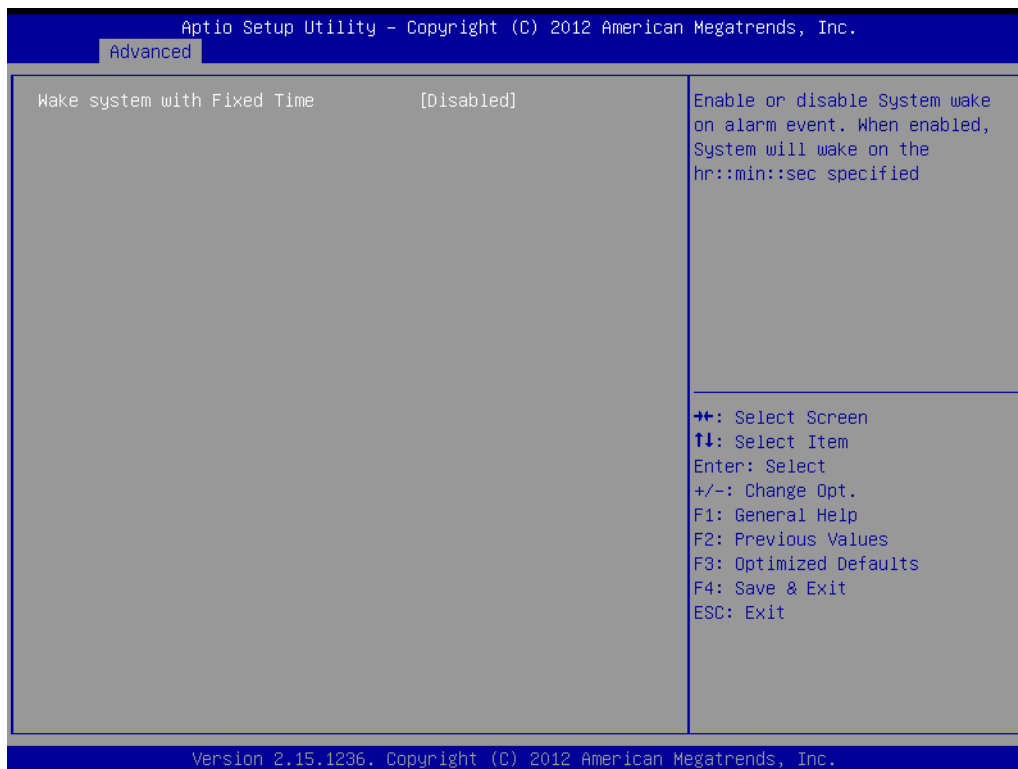 Aptio Setup Utility – Copyright (C) 2012 American Megatrends, Inc.
Advanced
Wake system with Fixed Time [Disabled]
Enable or disable System wake
on alarm event. When enabled,
System will wake on the
hr::min::sec specified
→←: Select Screen
↑↓: Select Item
Enter: Select
+/-: Change Opt.
F1: General Help
F2: Previous Values
F3: Optimized Defaults
F4: Save & Exit
ESC: Exit
Version 2.15.1236. Copyright (C) 2012 American Megatrends, Inc.